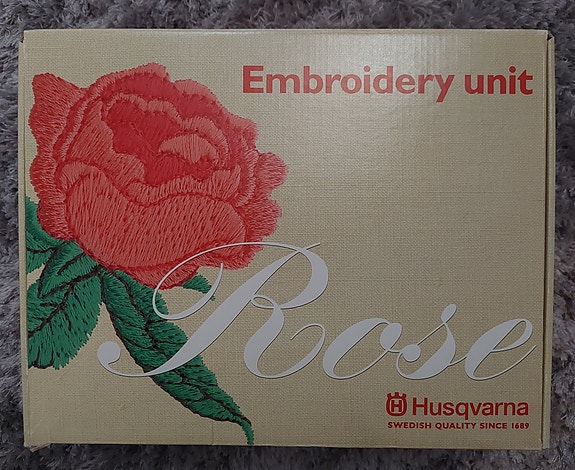 Embroidery unit
Rose
Husqvarna
SWEDISH QUALITY SINCE 1689